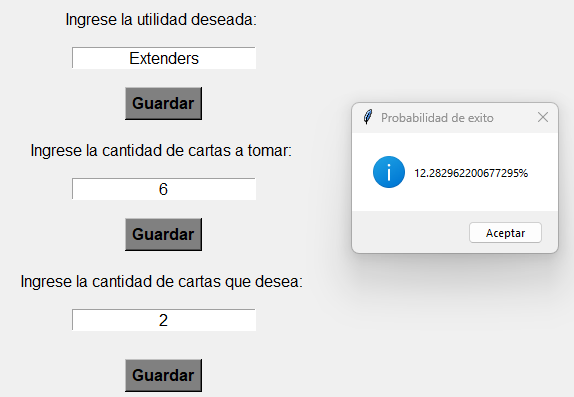 Ingrese la utilidad deseada:
Extenders
Guardar
Ingrese la cantidad de cartas a tomar:
6
Guardar
Ingrese la cantidad de cartas que desea:
2
Guardar
Probabilidad de exito
12.282962200677295%
Aceptar